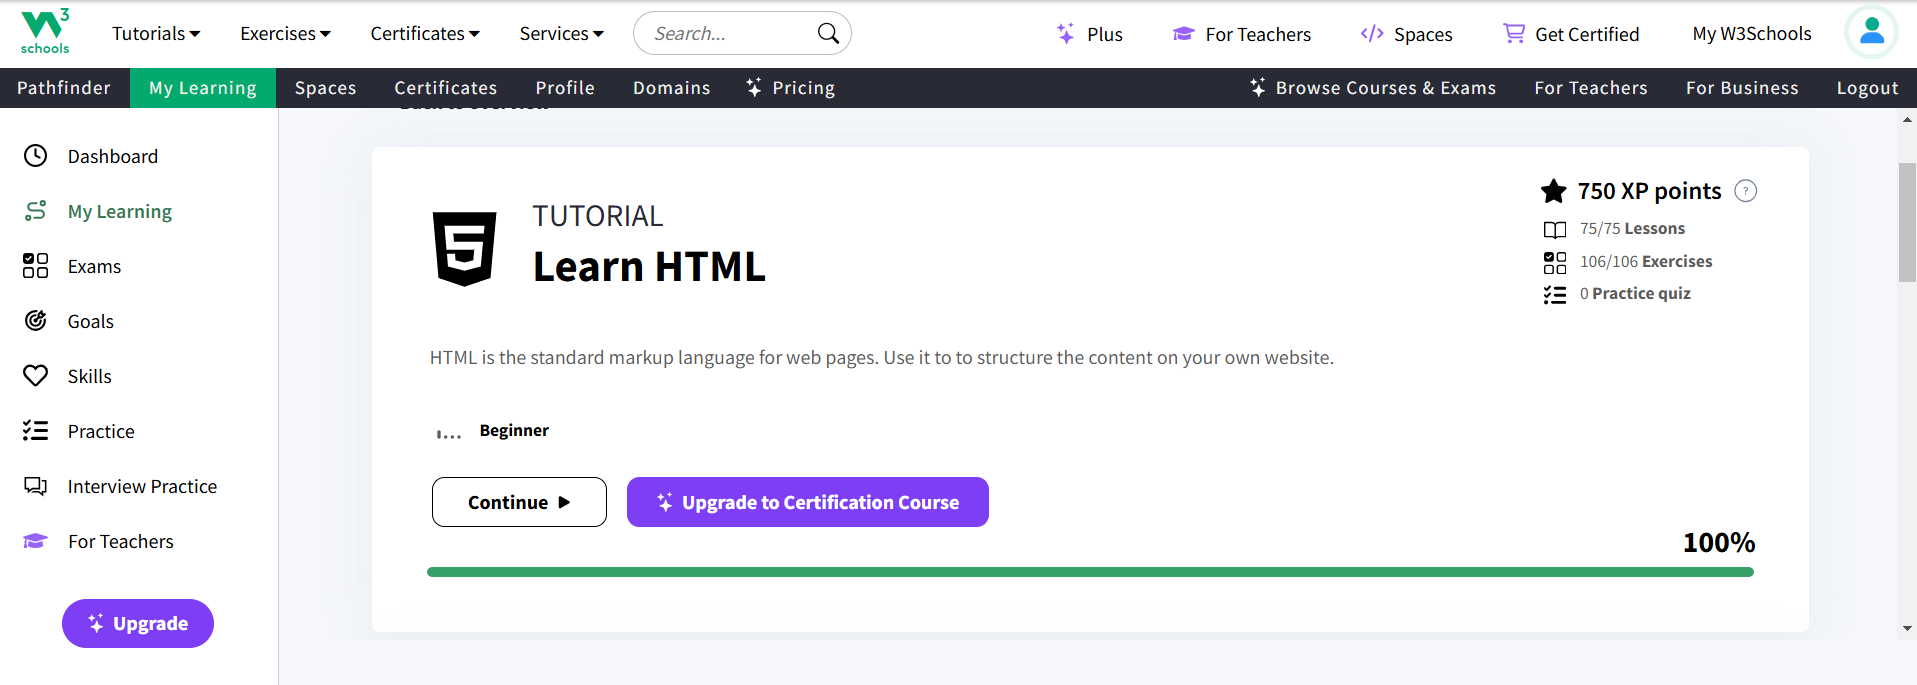 W3 schools
Tutorials Exercises Certificates Services Search... Plus For Teachers Spaces Get Certified My W3Schools
Pathfinder My Learning Spaces Certificates Profile Domains Pricing Browse Courses & Exams For Teachers For Business Logout
Dashboard
My Learning
Exams
Goals
Skills
Practice
Interview Practice
For Teachers
Upgrade
TUTORIAL
Learn HTML
750 XP points ?
75/75 Lessons
106/106 Exercises
0 Practice quiz
HTML is the standard markup language for web pages. Use it to to structure the content on your own website.
Beginner
Continue
Upgrade to Certification Course
100%